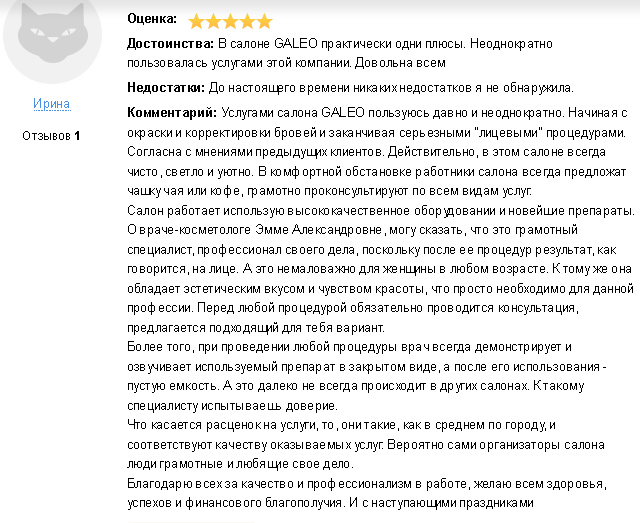 Оценка:
Достоинства: В салоне GALEO практически одни плюсы. Неоднократно
пользовалась услугами этой компании. Довольна всем
Недостатки: До настоящего времени никаких недостатков я не обнаружила.
Ирина
Отзывов 1
Комментарий: Услугами салона GALEO пользуюсь давно и неоднократно. Начиная с
окраски и корректировки бровей и заканчивая серьезными "лицевыми" процедурами.
Согласна с мнениями предыдущих клиентов. Действительно, в этом салоне всегда
чисто, светло и уютно. В комфортной обстановке работники салона всегда предложат
чашку чая или кофе, грамотно проконсультируют по всем видам услуг.
Салон работает использую высококачественное оборудовании и новейшие препараты.
О враче-косметологе Эмме Александровне, могу сказать, что это грамотный
специалист, профессионал своего дела, поскольку после ее процедур результат, как
говорится, на лице. А это немаловажно для женщины в любом возрасте. К тому же она
обладает эстетическим вкусом и чувством красоты, что просто необходимо для данной
профессии. Перед любой процедурой обязательно проводится консультация,
предлагается подходящий для тебя вариант.
Более того, при проведении любой процедуры врач всегда демонстрирует и
озвучивает используемый препарат в закрытом виде, а после его использования -
пустую емкость. А это далеко не всегда происходит в других салонах. К такому
специалисту испытываешь доверие.
Что касается расценок на услуги, то, они такие, как в среднем по городу, и
соответствуют качеству оказываемых услуг. Вероятно сами организаторы салона
люди грамотные и любящие свое дело.
Благодарю всех за качество и профессионализм в работе, желаю всем здоровья,
успехов и финансового благополучия. И с наступающими праздниками